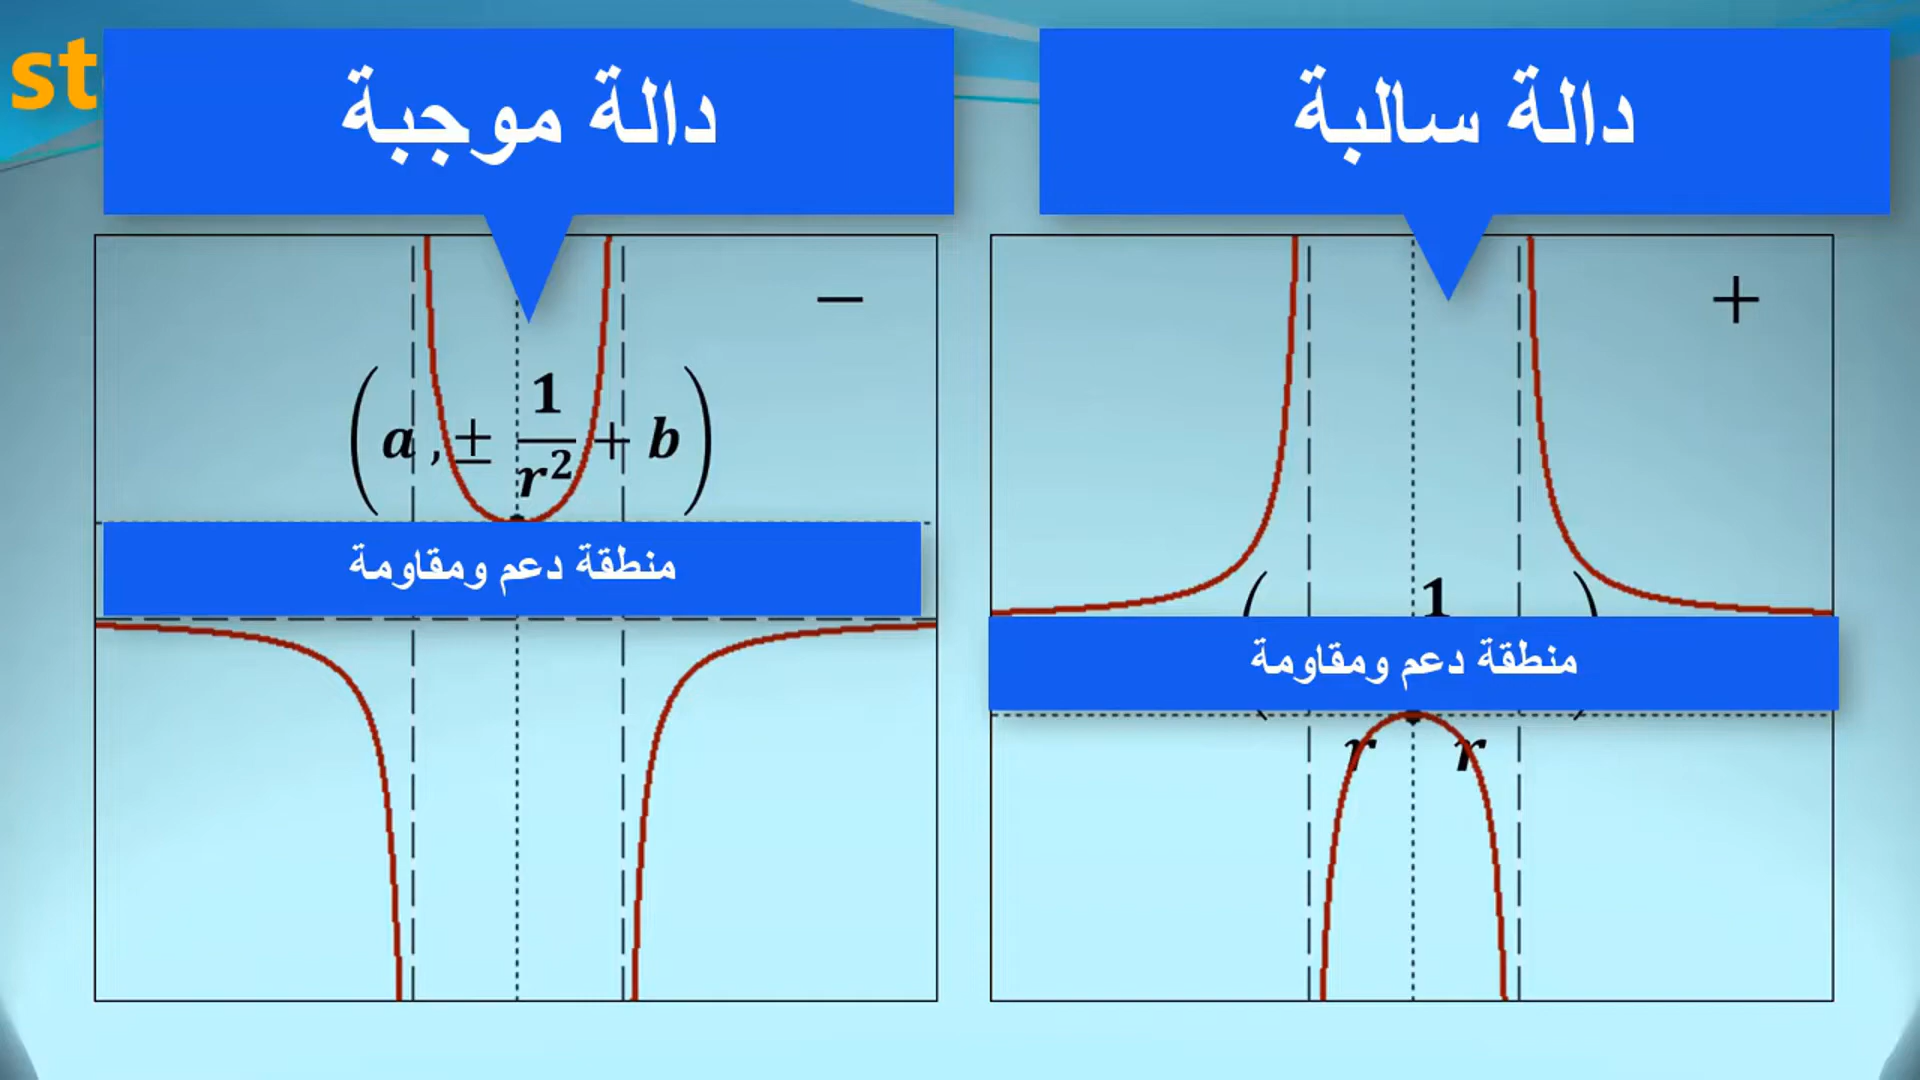 st
دالة موجبة
دالة سالبة
−
+
(a , ± 1/r² + b)
منطقة دعم ومقاومة
1
منطقة دعم ومقاومة
r r